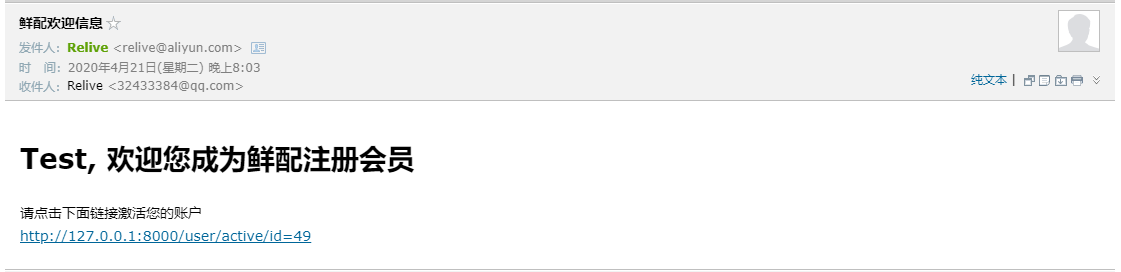 鲜配欢迎信息
发件人：Relive <relive@aliyun.com>
时　间：2020年4月21日(星期二) 晚上8:03
收件人：Relive <32433384@qq.com>
纯文本 |
Test, 欢迎您成为鲜配注册会员
请点击下面链接激活您的账户
http://127.0.0.1:8000/user/active/id=49